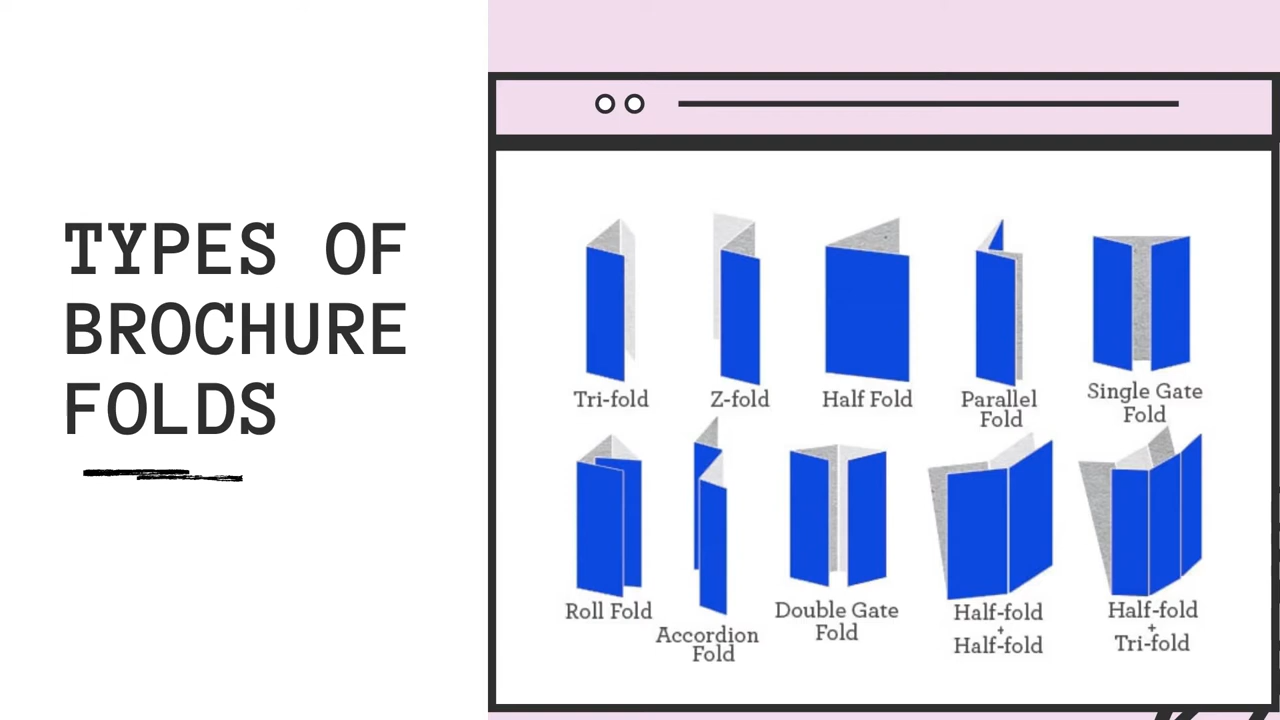 TYPES OF
BROCHURE
FOLDS
Tri-fold
Z-fold
Half Fold
Parallel
Fold
Single Gate
Fold
Roll Fold
Accordion
Fold
Double Gate
Fold
Half-fold
+
Half-fold
Half-fold
+
Tri-fold